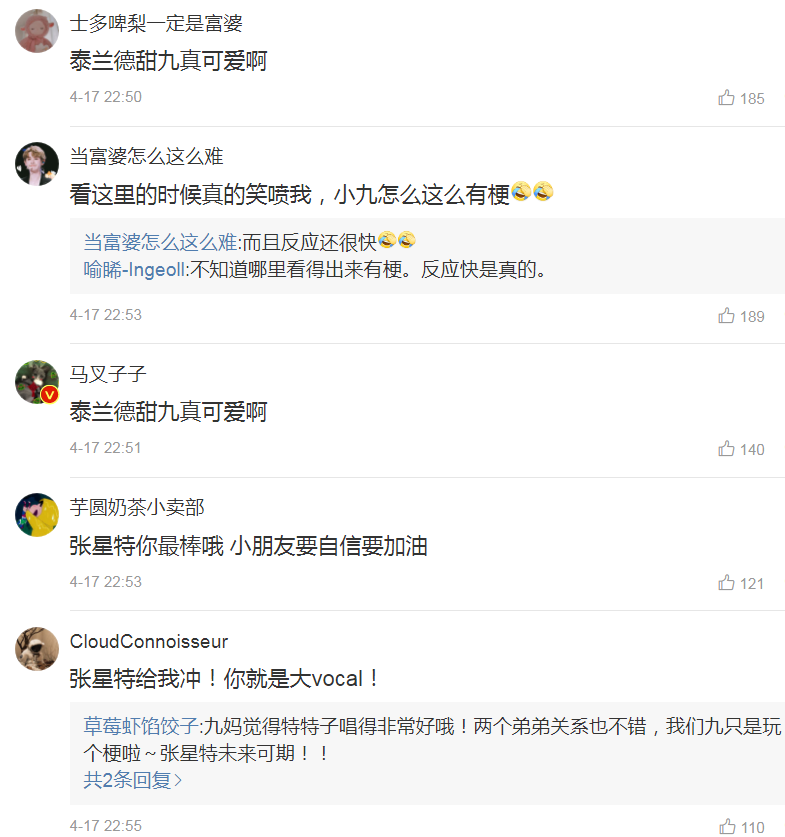 士多啤梨一定是富婆
泰兰德甜九真可爱啊
4-17 22:50
185
当富婆怎么这么难
看这里的时候真的笑喷我，小九怎么这么有梗🤣🤣
当富婆怎么这么难:而且反应还很快🤣🤣
喻睎-Ingeoll:不知道哪里看得出来有梗。反应快是真的。
4-17 22:53
189
马叉子子
泰兰德甜九真可爱啊
4-17 22:51
140
芋圆奶茶小卖部
张星特你最棒哦 小朋友要自信要加油
4-17 22:53
121
CloudConnoisseur
张星特给我冲！你就是大vocal！
草莓虾馅饺子:九妈觉得特特子唱得非常好哦！两个弟弟关系也不错，我们九只是玩
个梗啦～张星特未来可期！！
共2条回复>
4-17 22:55
110